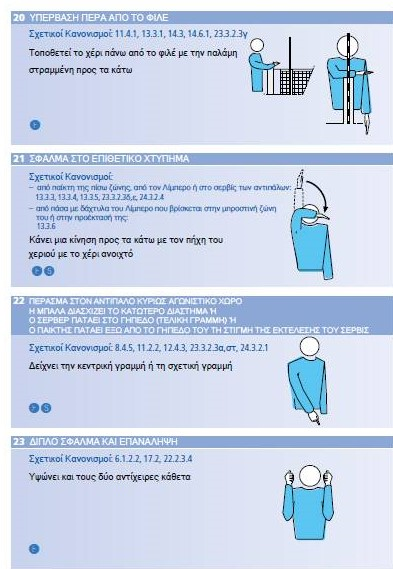 20 ΥΠΕΡΒΑΣΗ ΠΕΡΑ ΑΠΟ ΤΟ ΦΙΛΕ
Σχετικοί Κανονισμοί: 11.4.1, 13.3.1, 14.3, 14.6.1, 23.3.2.3γ
Τοποθετεί το χέρι πάνω από το φιλέ με την παλάμη
στραμμένη προς τα κάτω
21 ΣΦΑΛΜΑ ΣΤΟ ΕΠΙΘΕΤΙΚΟ ΧΤΥΠΗΜΑ
Σχετικοί Κανονισμοί:
– από παίκτη της πίσω ζώνης, από τον Λίμπερο ή στο σερβίς των αντιπάλων:
13.3.3, 13.3.4, 13.3.5, 23.3.2.3δ,ε, 24.3.2.4
– από πάσα με δάχτυλα του Λίμπερο που βρίσκεται στην μπροστινή ζώνη
του ή στην προέκτασή της:
13.3.6
Κάνει μια κίνηση προς τα κάτω με τον πήχη του
χεριού με το χέρι ανοιχτό
22 ΠΕΡΑΣΜΑ ΣΤΟΝ ΑΝΤΙΠΑΛΟ ΚΥΡΙΩΣ ΑΓΩΝΙΣΤΙΚΟ ΧΩΡΟ
Η ΜΠΑΛΑ ΔΙΑΣΧΙΖΕΙ ΤΟ ΚΑΤΩΤΕΡΟ ΔΙΑΣΤΗΜΑ Ή
Ο ΣΕΡΒΕΡ ΠΑΤΑΕΙ ΣΤΟ ΓΗΠΕΔΟ (ΤΕΛΙΚΗ ΓΡΑΜΜΗ) Ή
Ο ΠΑΙΚΤΗΣ ΠΑΤΑΕΙ ΕΞΩ ΑΠΟ ΤΟ ΓΗΠΕΔΟ ΤΟΥ ΤΗ ΣΤΙΓΜΗ ΤΗΣ ΕΚΤΕΛΕΣΗΣ ΤΟΥ ΣΕΡΒΙΣ
Σχετικοί Κανονισμοί: 8.4.5, 11.2.2, 12.4.3, 23.3.2.3α,στ, 24.3.2.1
Δείχνει την κεντρική γραμμή ή τη σχετική γραμμή
23 ΔΙΠΛΟ ΣΦΑΛΜΑ ΚΑΙ ΕΠΑΝΑΛΗΨΗ
Σχετικοί Κανονισμοί: 6.1.2.2, 17.2, 22.2.3.4
Υψώνει και τους δύο αντίχειρες κάθετα